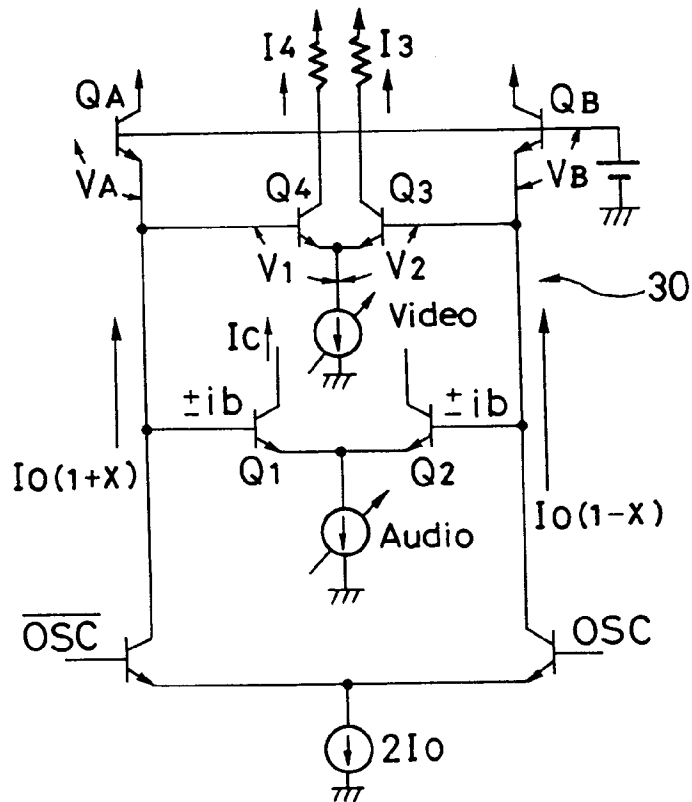 I4 I3
QA QB
VA VB
Q4 Q3
V1 V2
30
Video
IC
±ib ±ib
Q1 Q2
IO(1+X) IO(1-X)
Audio
O̅S̅C̅ OSC
2IO